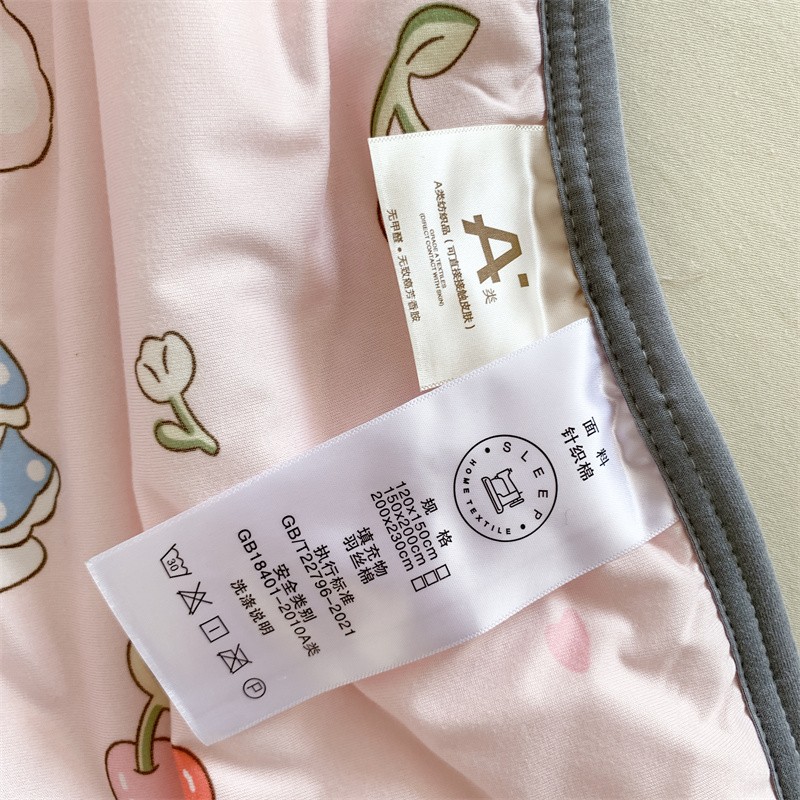 A类
A类纺织品(可直接接触皮肤)
(GRADE A TEXTILES
(DIRECT CONTACT WITH SKIN)
无甲醛•无致癌芳香胺
面料
针织棉
SLEEP
HOME TEXTILE
规格
120x150cm
150x200cm
200x230cm
填充物
羽丝棉
执行标准
GB/T22796-2021
安全类别
GB18401-2010A类
洗涤说明
30
P